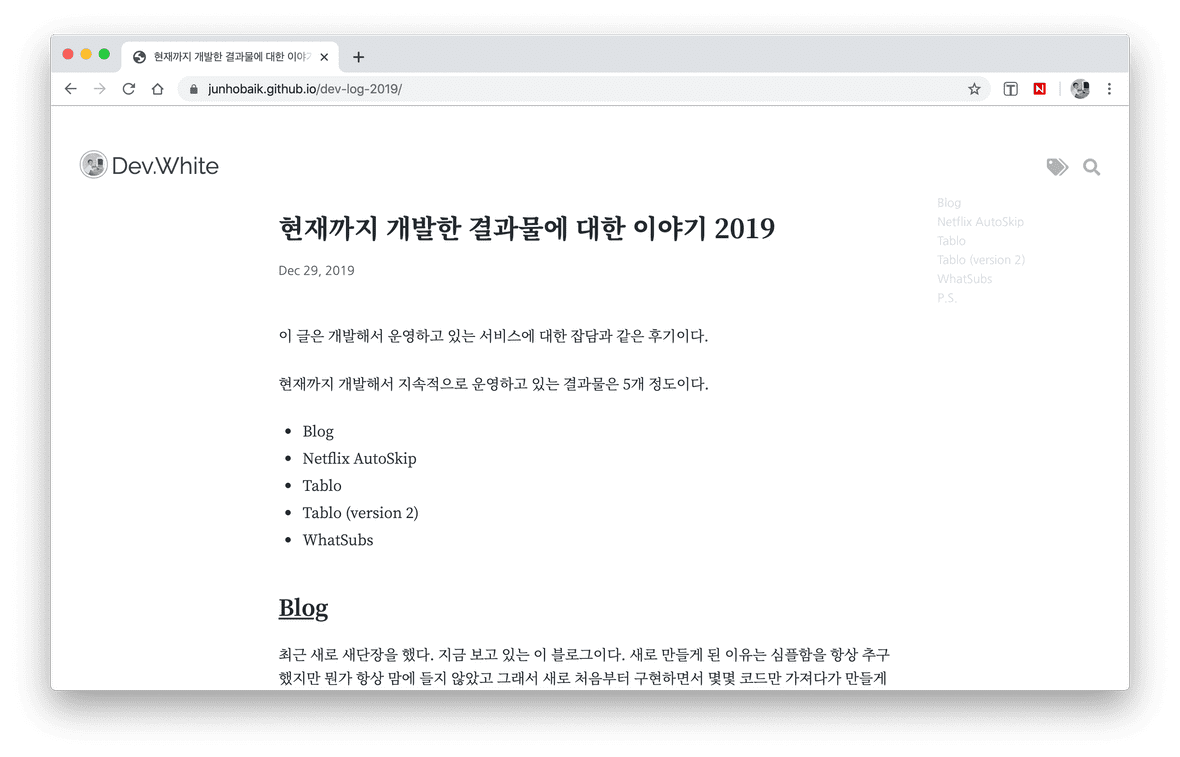 현재까지 개발한 결과물에 대한 이야기
junhobaik.github.io/dev-log-2019/
Dev.White
현재까지 개발한 결과물에 대한 이야기 2019
Dec 29, 2019
Blog
Netflix AutoSkip
Tablo
Tablo (version 2)
WhatSubs
P.S.
이 글은 개발해서 운영하고 있는 서비스에 대한 잡담과 같은 후기이다.
현재까지 개발해서 지속적으로 운영하고 있는 결과물은 5개 정도이다.
Blog
Netflix AutoSkip
Tablo
Tablo (version 2)
WhatSubs
Blog
최근 새로 새단장을 했다. 지금 보고 있는 이 블로그이다. 새로 만들게 된 이유는 심플함을 항상 추구
했지만 뭔가 항상 맘에 들지 않았고 그래서 새로 처음부터 구현하면서 몇몇 코드만 가져다가 만들게